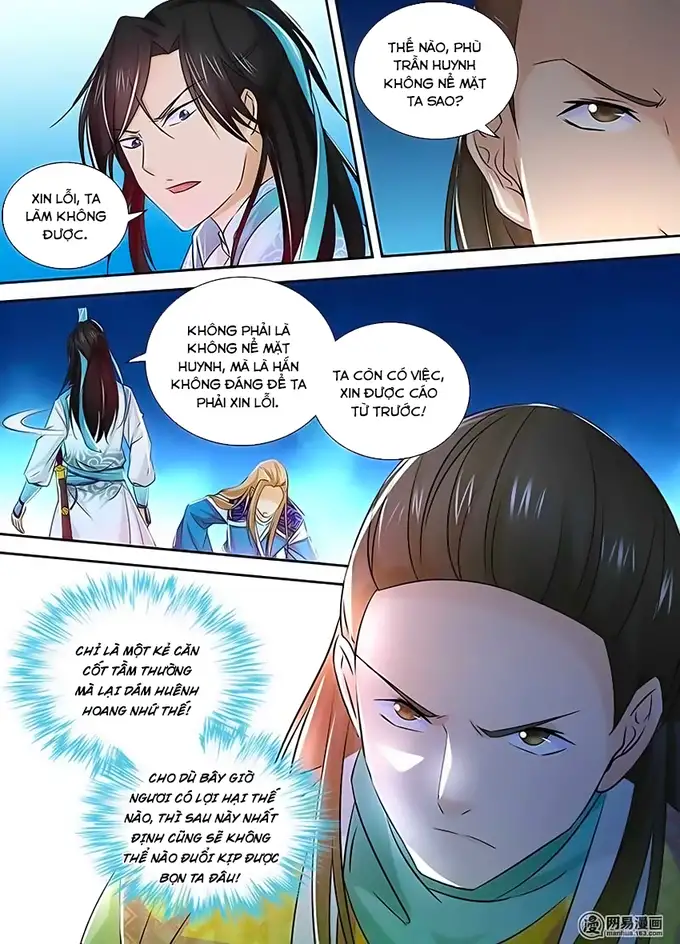 XIN LỖI, TA
LÀM KHÔNG
ĐƯỢC.
THẾ NÀO, PHÙ
TRẦN HUYNH
KHÔNG NỂ MẶT
TA SAO?
KHÔNG PHẢI LÀ
KHÔNG NỂ MẶT
HUYNH, MÀ LÀ HẮN
KHÔNG ĐÁNG ĐỂ TA
PHẢI XIN LỖI.
TA CÒN CÓ VIỆC,
XIN ĐƯỢC CÁO
TỪ TRƯỚC!
CHỈ LÀ MỘT KẺ CĂN
CỐT TẦM THƯỜNG
MÀ LẠI DÁM HUÊNH
HOANG NHƯ THẾ!
CHO DÙ BÂY GIỜ
NGƯƠI CÓ LỢI HẠI THẾ
NÀO, THÌ SAU NÀY NHẤT
ĐỊNH CŨNG SẼ KHÔNG
THỂ NÀO ĐUỔI KỊP ĐƯỢC
BỌN TA ĐÂU!
网易漫画
manhua.163.com